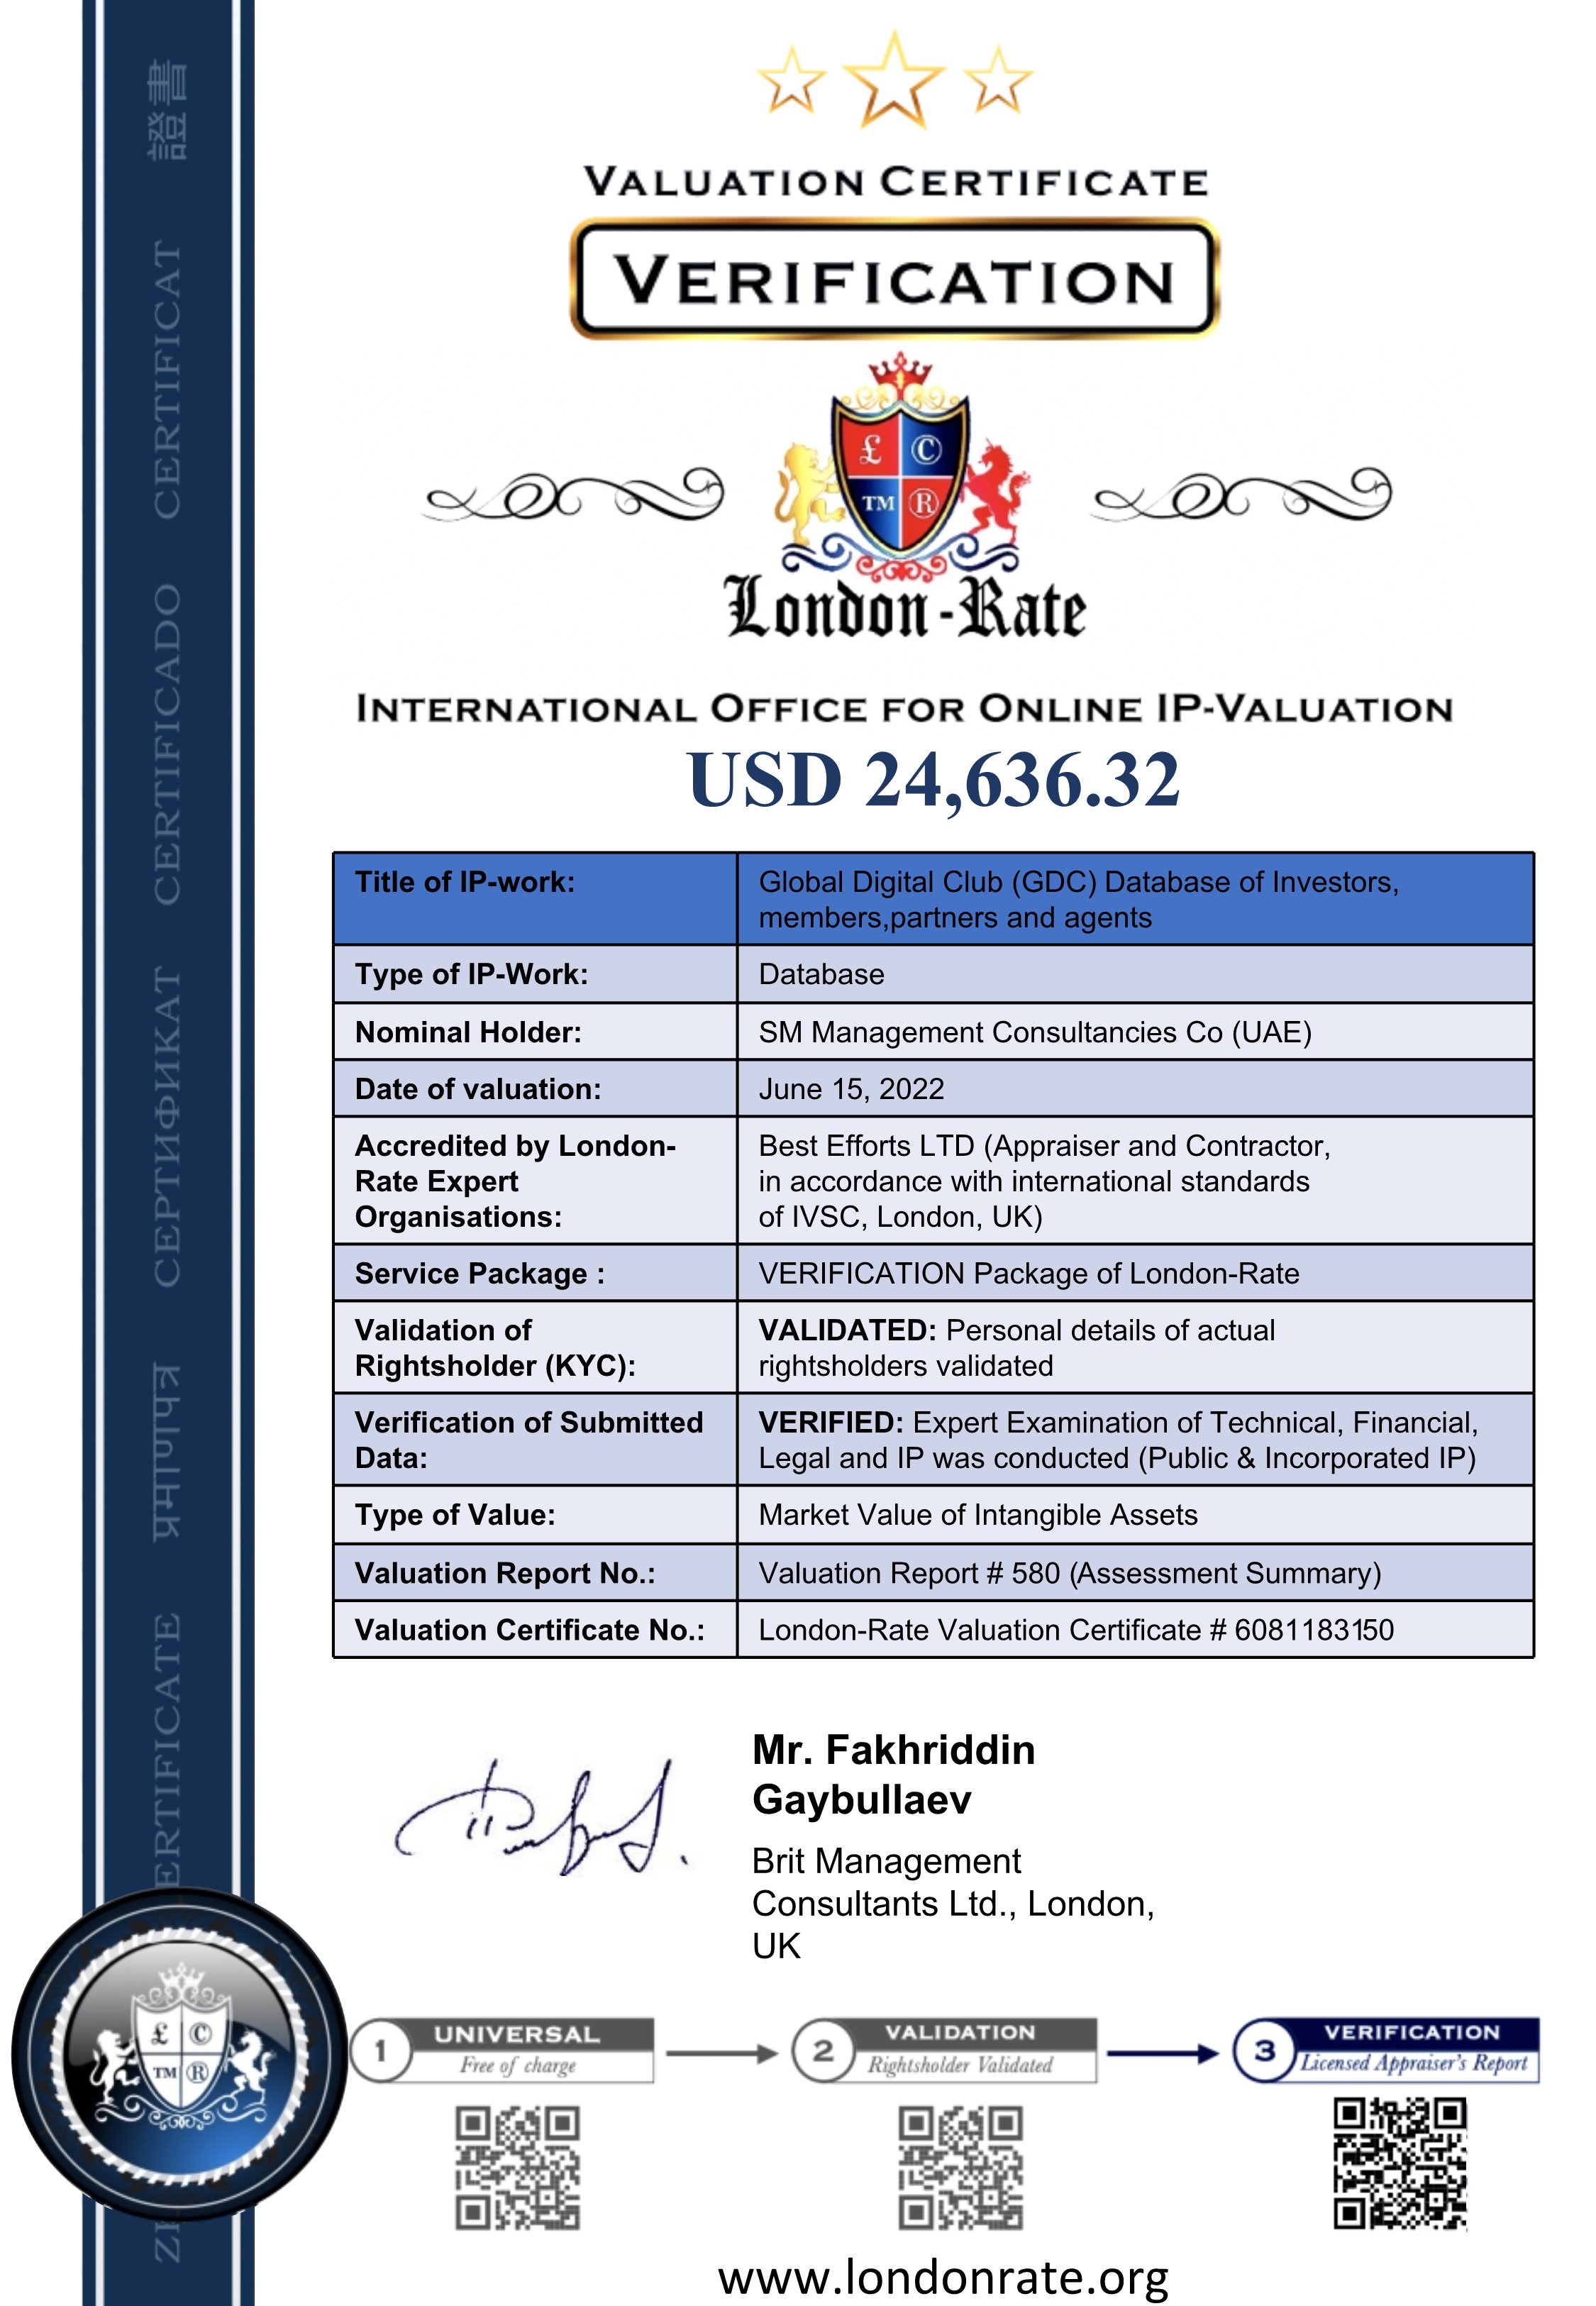 VALUATION CERTIFICATE
VERIFICATION
£ ©
TM ®
London-Rate
INTERNATIONAL OFFICE FOR ONLINE IP-VALUATION
USD 24,636.32
Title of IP-work:
Global Digital Club (GDC) Database of Investors,
members,partners and agents
Type of IP-Work:
Database
Nominal Holder:
SM Management Consultancies Co (UAE)
Date of valuation:
June 15, 2022
Accredited by London-
Rate Expert
Organisations:
Best Efforts LTD (Appraiser and Contractor,
in accordance with international standards
of IVSC, London, UK)
Service Package :
VERIFICATION Package of London-Rate
Validation of
Rightsholder (KYC):
VALIDATED: Personal details of actual
rightsholders validated
Verification of Submitted
Data:
VERIFIED: Expert Examination of Technical, Financial,
Legal and IP was conducted (Public & Incorporated IP)
Type of Value:
Market Value of Intangible Assets
Valuation Report No.:
Valuation Report # 580 (Assessment Summary)
Valuation Certificate No.:
London-Rate Valuation Certificate # 6081183150
Mr. Fakhriddin
Gaybullaev
Brit Management
Consultants Ltd., London,
UK
1 UNIVERSAL
Free of charge
2 VALIDATION
Rightsholder Validated
3 VERIFICATION
Licensed Appraiser's Report
www.londonrate.org
ERTIFICATE प्रमाणपत्र СЕРТИФИКАТ CERTIFICADO CERTIFICAT 證書
£ ©
TM ®